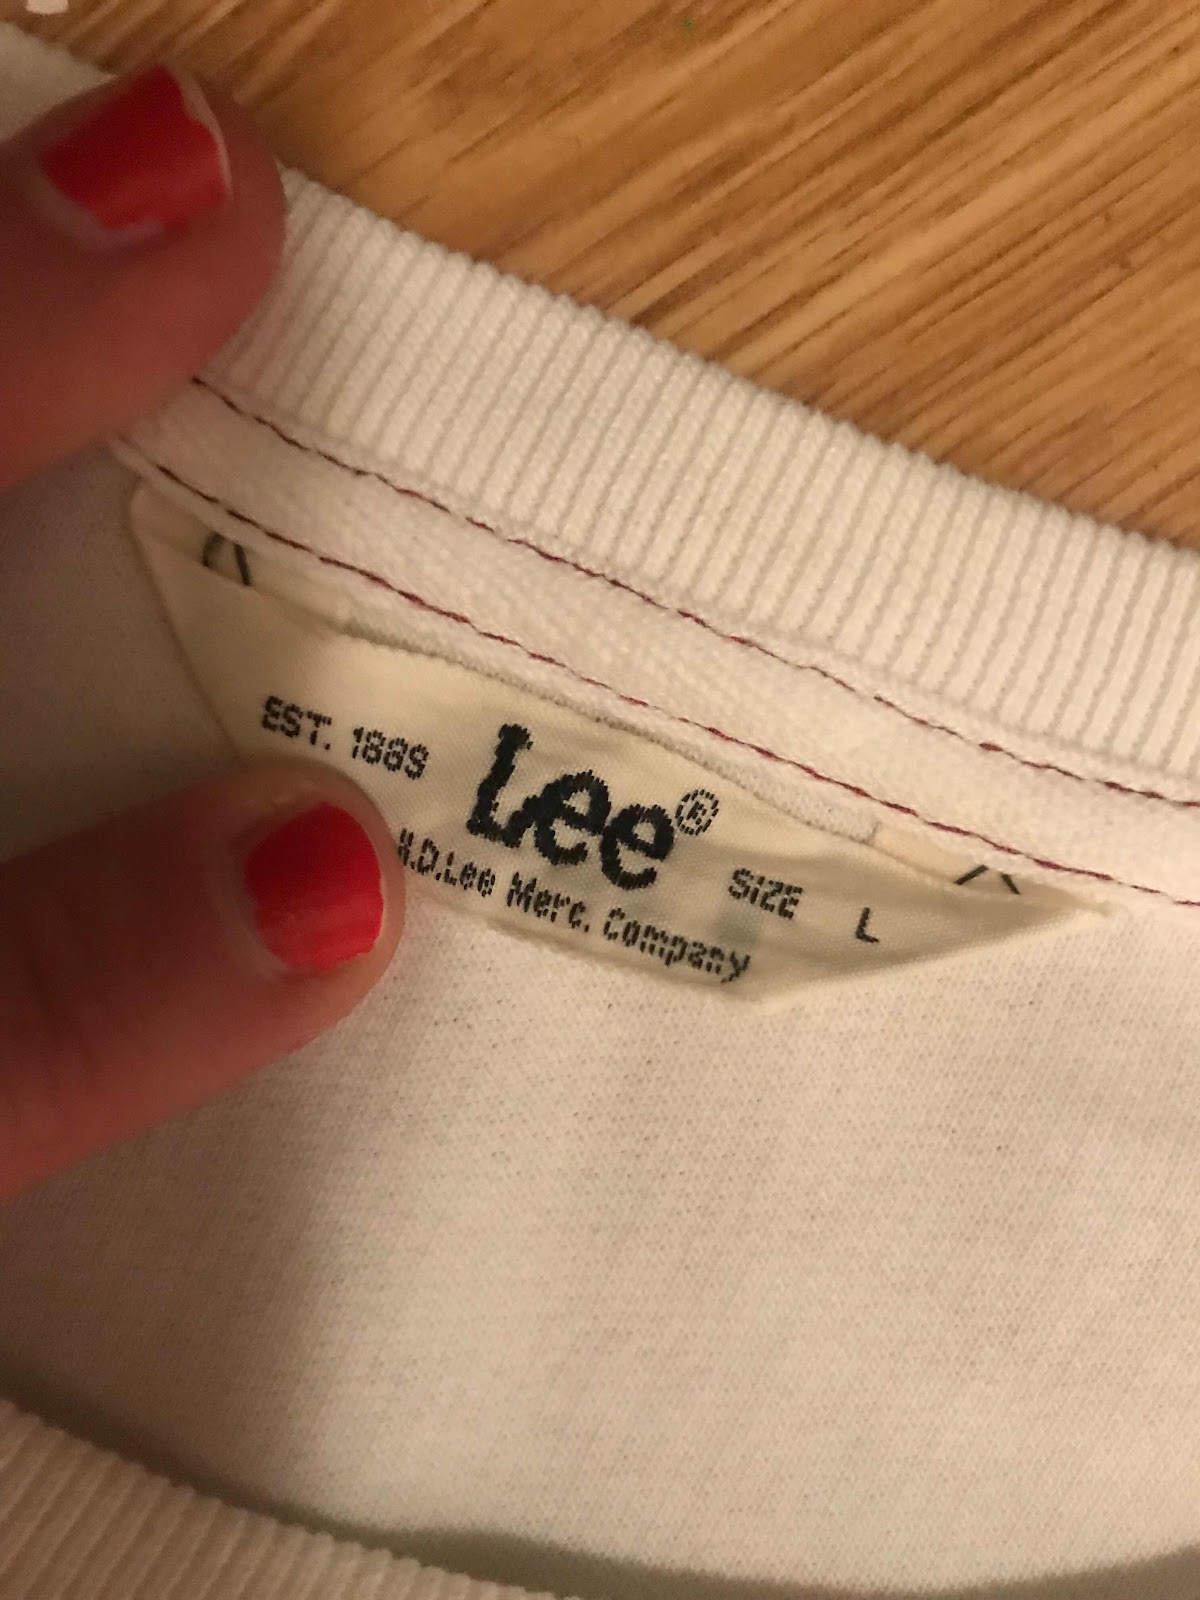 EST. 1889 Lee® SIZE L
H.D.Lee Merc. Company